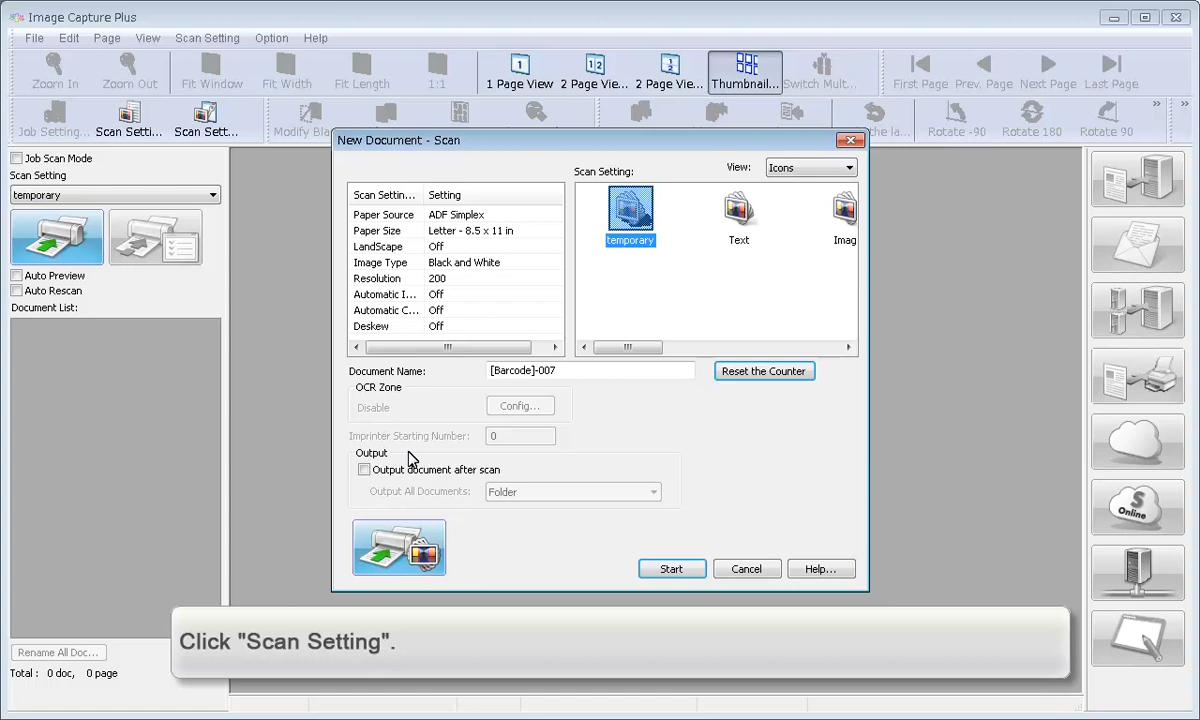 Image Capture Plus
File Edit Page View Scan Setting Option Help
Zoom In Zoom Out Fit Window Fit Width Fit Length 1:1 1 Page View 2 Page Vie... 2 Page Vie... Thumbnail... Switch Mult... First Page Prev. Page Next Page Last Page
Job Setting... Scan Setti... Scan Sett... Modify Bla the la... Rotate -90 Rotate 180 Rotate 90
Job Scan Mode
Scan Setting
temporary
Auto Preview
Auto Rescan
Document List:
Rename All Doc...
Total : 0 doc, 0 page
New Document - Scan
Scan Settin... Setting
Paper Source ADF Simplex
Paper Size Letter - 8.5 x 11 in
LandScape Off
Image Type Black and White
Resolution 200
Automatic I... Off
Automatic C... Off
Deskew Off
Scan Setting:
View: Icons
temporary Text Imag
Document Name: [Barcode]-007 Reset the Counter
OCR Zone
Disable Config...
Imprinter Starting Number: 0
Output
Output document after scan
Output All Documents: Folder
Start Cancel Help...
S
Online
Click "Scan Setting".